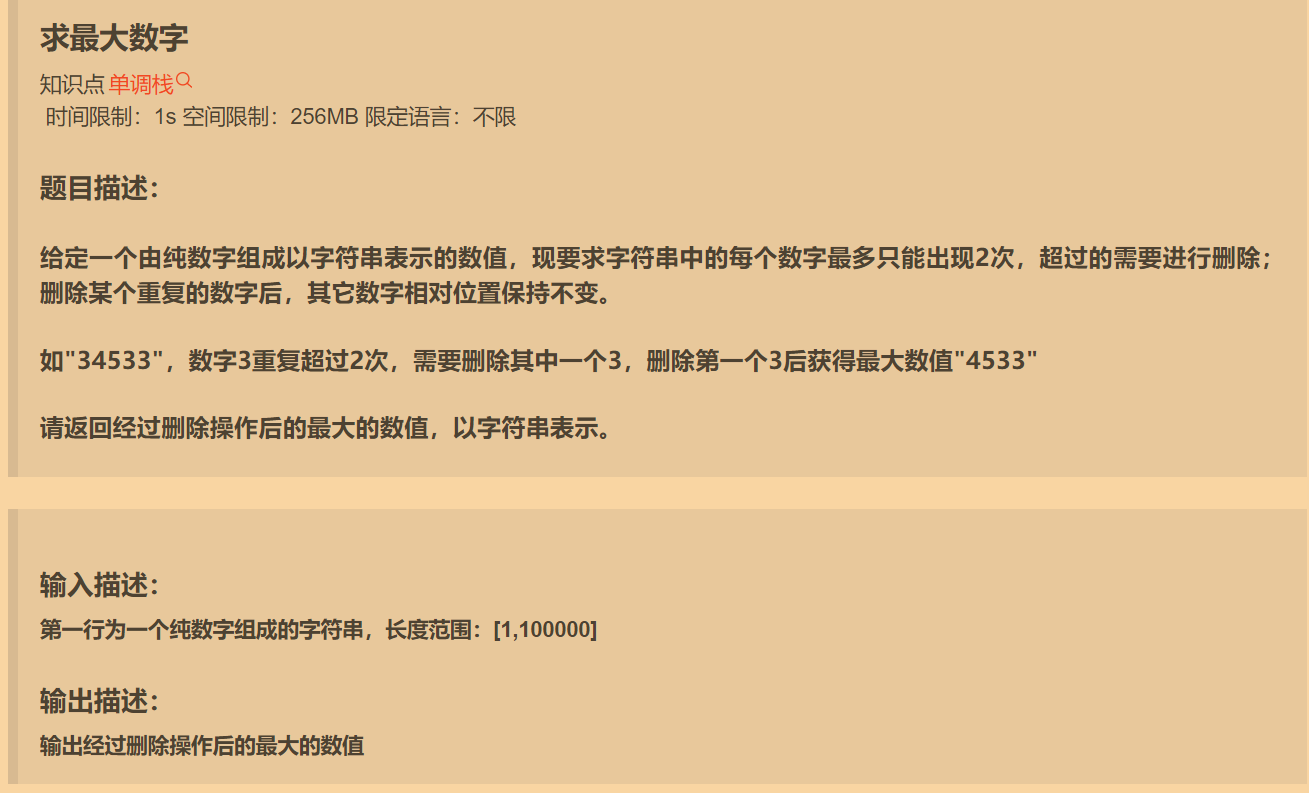 求最大数字
知识点 单调栈
时间限制：1s 空间限制：256MB 限定语言：不限
题目描述：
给定一个由纯数字组成以字符串表示的数值，现要求字符串中的每个数字最多只能出现2次，超过的需要进行删除；
删除某个重复的数字后，其它数字相对位置保持不变。
如"34533"，数字3重复超过2次，需要删除其中一个3，删除第一个3后获得最大数值"4533"
请返回经过删除操作后的最大的数值，以字符串表示。
输入描述：
第一行为一个纯数字组成的字符串，长度范围：[1,100000]
输出描述：
输出经过删除操作后的最大的数值